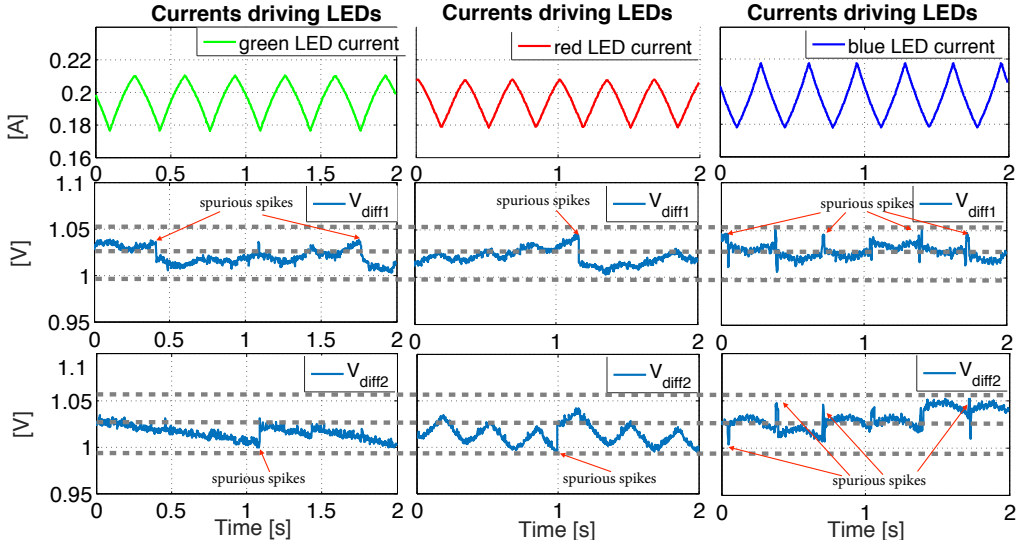 Currents driving LEDs
Currents driving LEDs
Currents driving LEDs
green LED current
red LED current
blue LED current
[A]
0.22
0.2
0.18
0.16
0 0.5 1 1.5 2
0 1 2
0 1 2
spurious spikes
V diff1
spurious spikes
V diff1
spurious spikes
V diff1
[V]
1.1
1.05
1
0.95
0 0.5 1 1.5 2
0 1 2
0 1 2
V diff2
V diff2
V diff2
[V]
1.1
1.05
1
0.95
spurious spikes
spurious spikes
spurious spikes
0 0.5 1 1.5 2
0 1 2
0 1 2
Time [s]
Time [s]
Time [s]